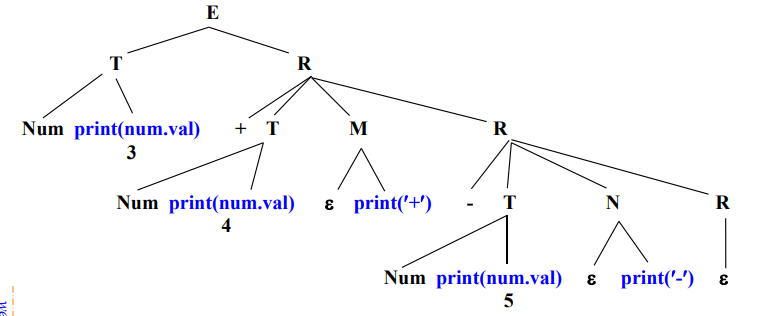 E
T R
Num print(num.val) + T M R
3
Num print(num.val) ε print('+') - T N R
4
Num print(num.val) ε print('-') ε
5